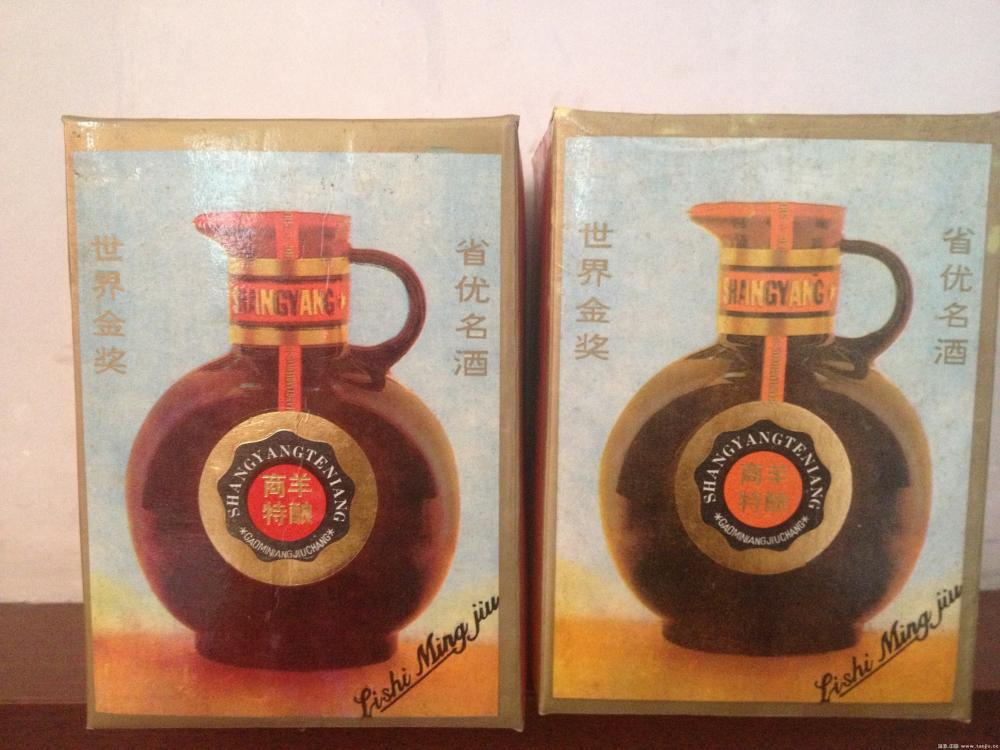 世界金奖
省优名酒
SHANGYANG
SHANGYANGTENIANG
商羊
特酿
*GAOMINIANGJIUCHANG*
Lishi Ming jiu
世界金奖
省优名酒
SHANGYANG
SHANGYANGTENIANG
商羊
特酿
*GAOMINIANGJIUCHANG*
Lishi Ming jiu